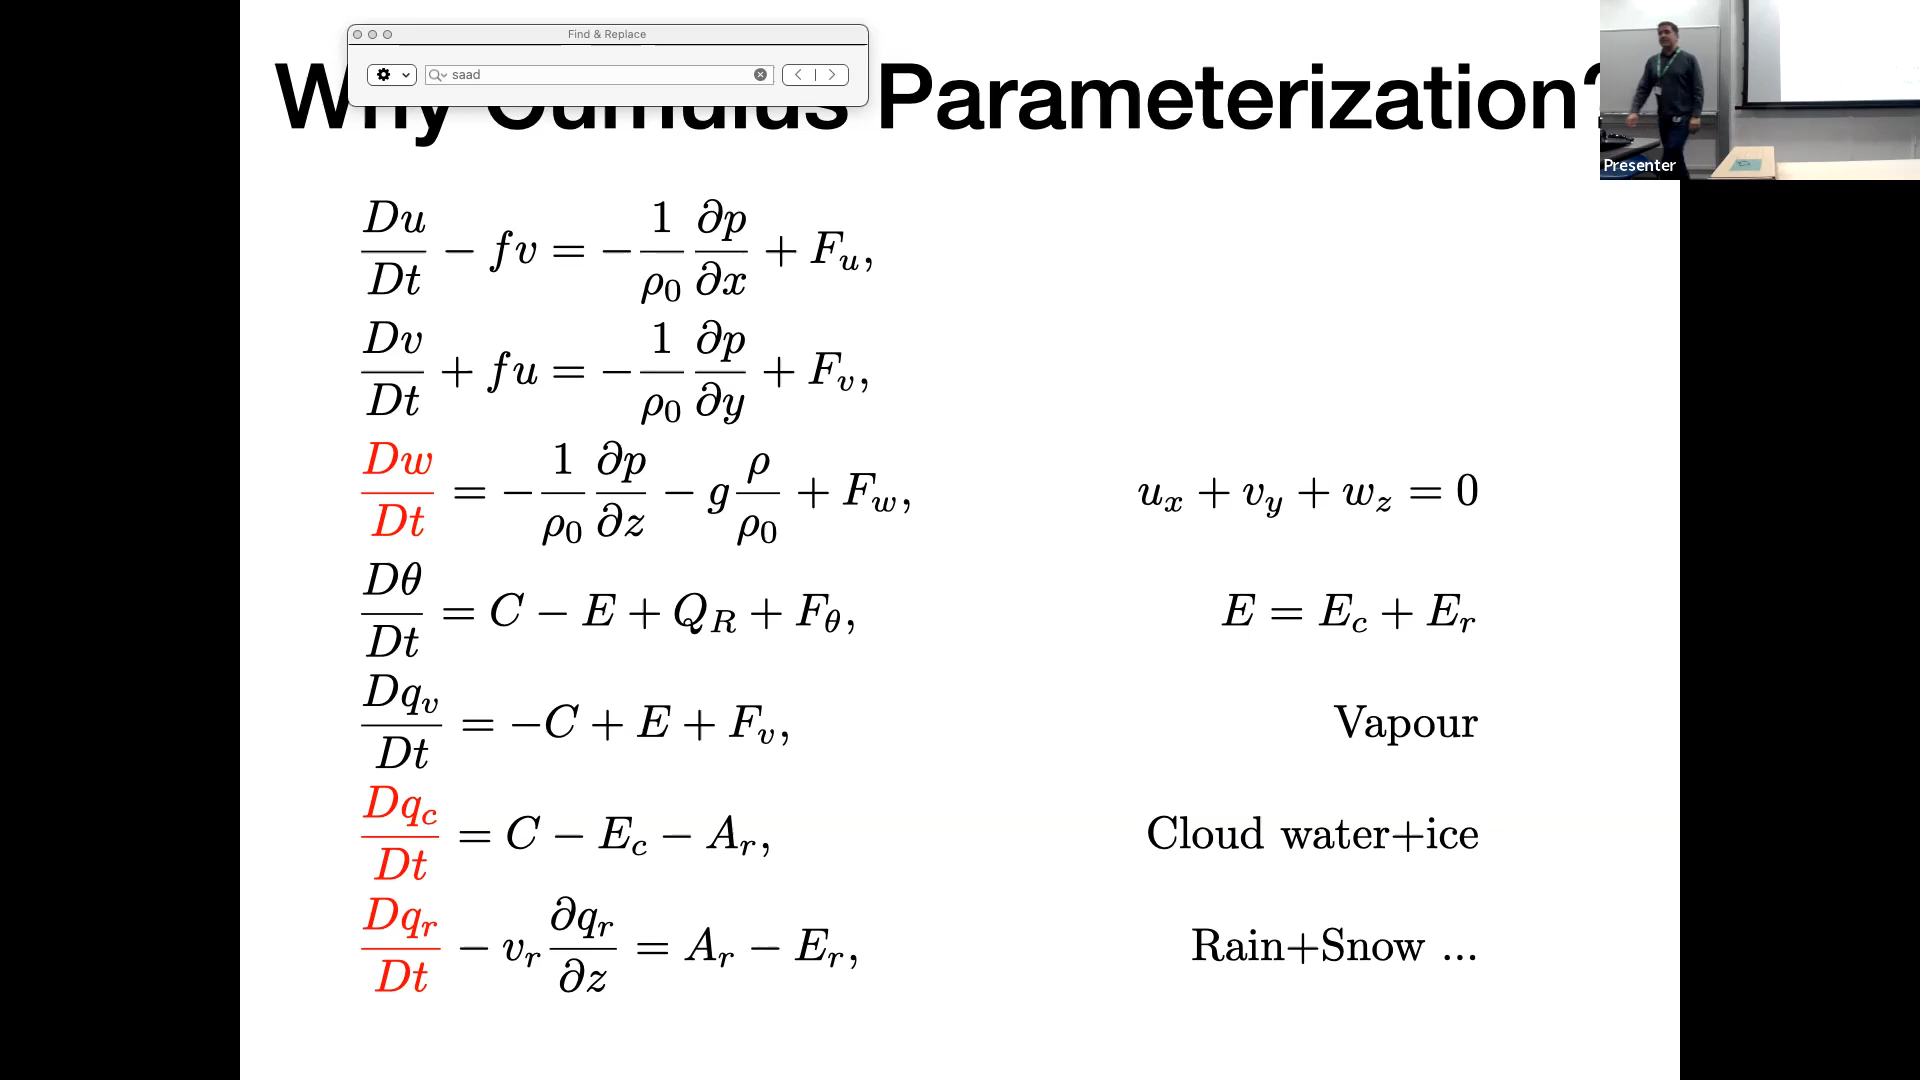 Find & Replace
saad
Why Cumulus Parameterization?
Presenter
Du/Dt − fv = −1/ρ₀ ∂p/∂x + Fᵤ,
Dv/Dt + fu = −1/ρ₀ ∂p/∂y + Fᵥ,
Dw/Dt = −1/ρ₀ ∂p/∂z − g ρ/ρ₀ + F_w, u_x + v_y + w_z = 0
Dθ/Dt = C − E + Q_R + F_θ, E = E_c + E_r
Dq_v/Dt = −C + E + F_v, Vapour
Dq_c/Dt = C − E_c − A_r, Cloud water+ice
Dq_r/Dt − v_r ∂q_r/∂z = A_r − E_r, Rain+Snow ...